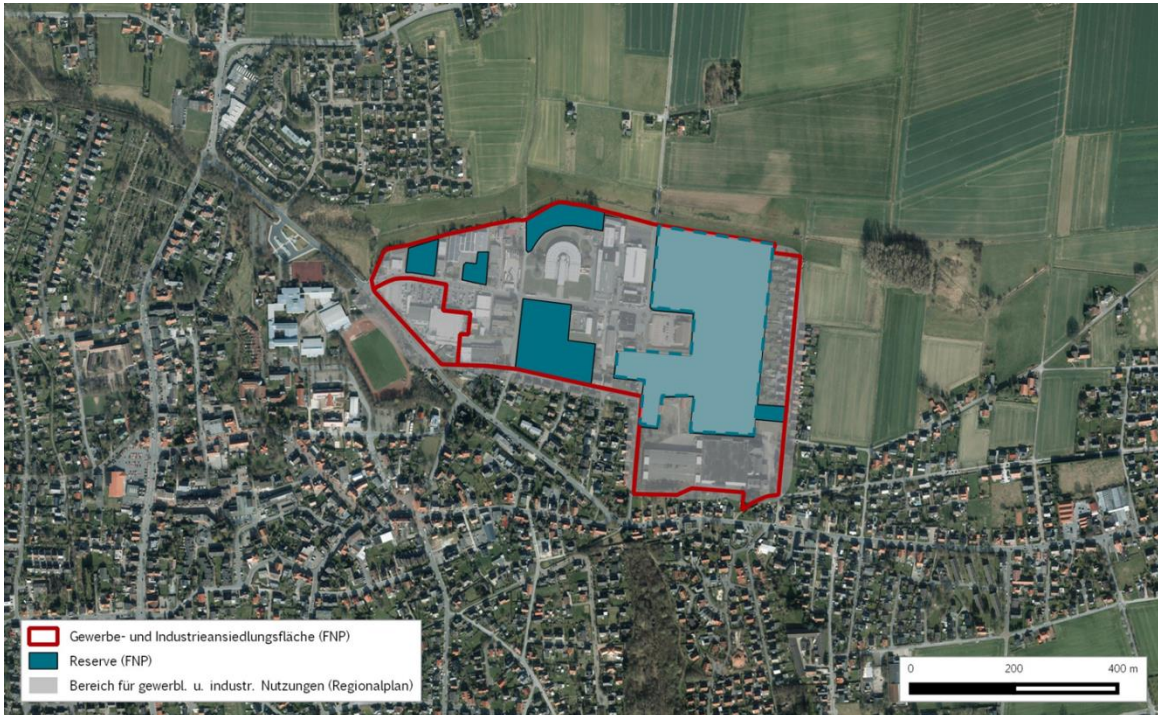 Gewerbe- und Industrieansiedlungsfläche (FNP)
Reserve (FNP)
Bereich für gewerbl. u. industr. Nutzungen (Regionalplan)
0 200 400 m